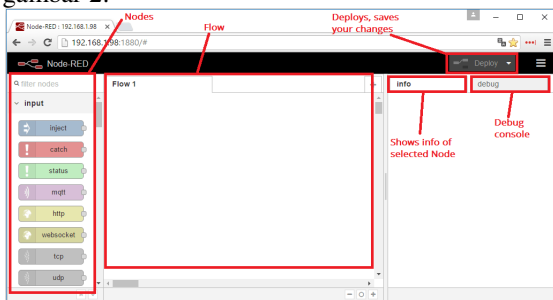 gambar 2.
Nodes
Flow
Deploys, saves
your changes
Node-RED : 192.168.1.98
192.168.1.98:1880/#
Node-RED
Deploy
filter nodes
Flow 1
info
debug
input
inject
catch
status
mqtt
http
websocket
tcp
udp
Shows info of
selected Node
Debug
console